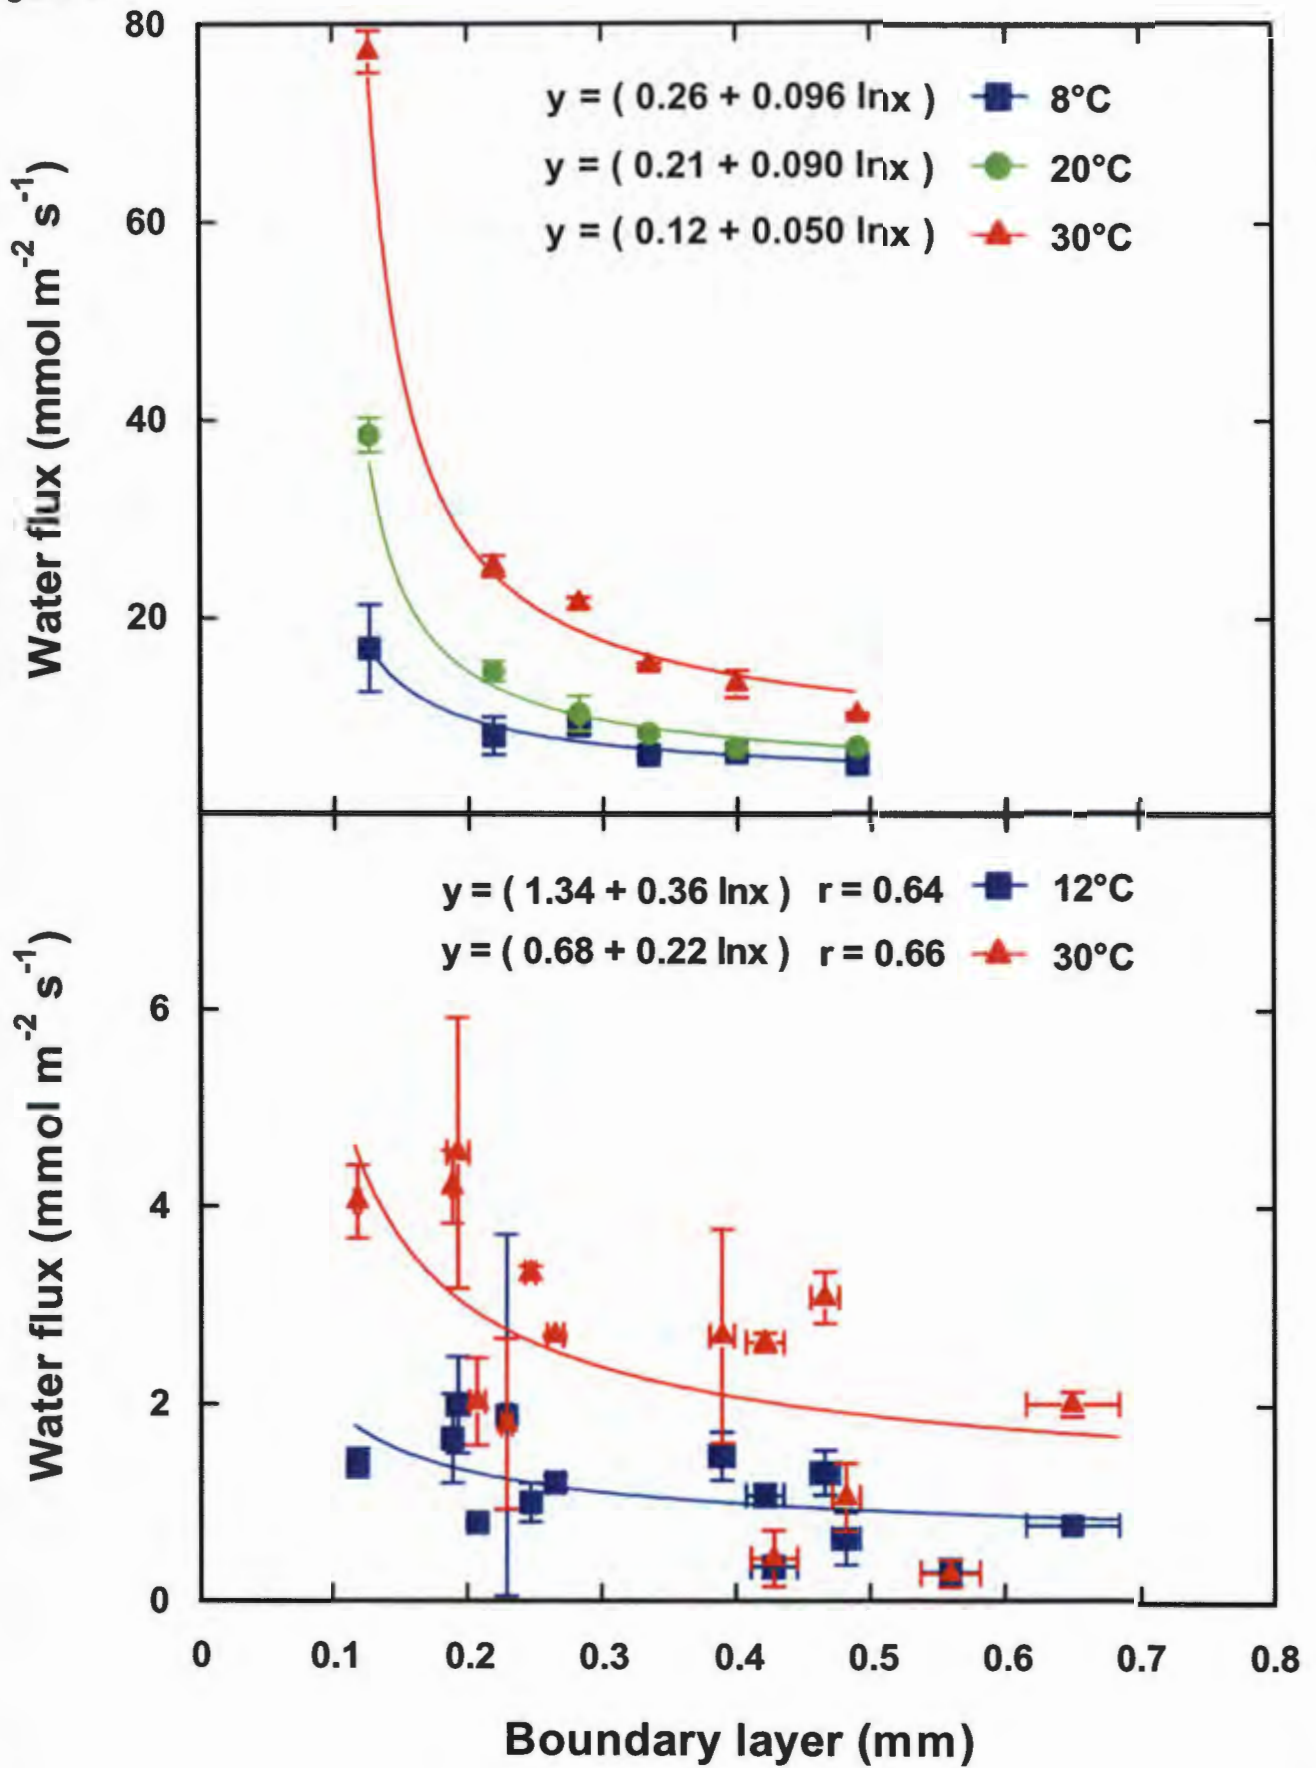 80
60
40
20
Water flux (mmol m-2 s-1)
y = ( 0.26 + 0.096 lnx ) 8°C
y = ( 0.21 + 0.090 lnx ) 20°C
y = ( 0.12 + 0.050 lnx ) 30°C
6
4
2
0
Water flux (mmol m-2 s-1)
y = ( 1.34 + 0.36 lnx ) r = 0.64 12°C
y = ( 0.68 + 0.22 lnx ) r = 0.66 30°C
0 0.1 0.2 0.3 0.4 0.5 0.6 0.7 0.8
Boundary layer (mm)